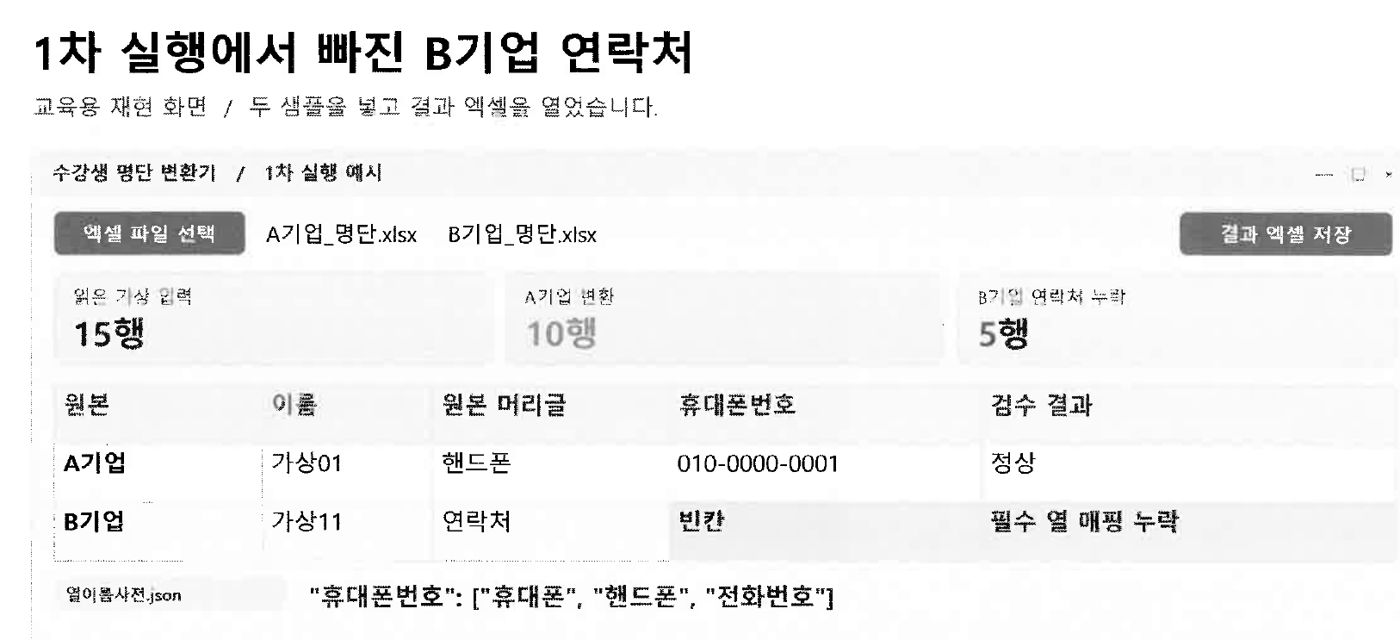 1차 실행에서 빠진 B기업 연락처
교육용 재현 화면 / 두 샘플을 넣고 결과 엑셀을 열었습니다.
수강생 명단 변환기 / 1차 실행 예시
엑셀 파일 선택 A기업_명단.xlsx B기업_명단.xlsx 결과 엑셀 저장
읽은 가상 입력 A기업 변환 B기업 연락처 누락
15행 10행 5행
원본 이름 원본 머리글 휴대폰번호 검수 결과
A기업 가상01 핸드폰 010-0000-0001 정상
B기업 가상11 연락처 빈칸 필수 열 매핑 누락
열이름사전.json "휴대폰번호": ["휴대폰", "핸드폰", "전화번호"]